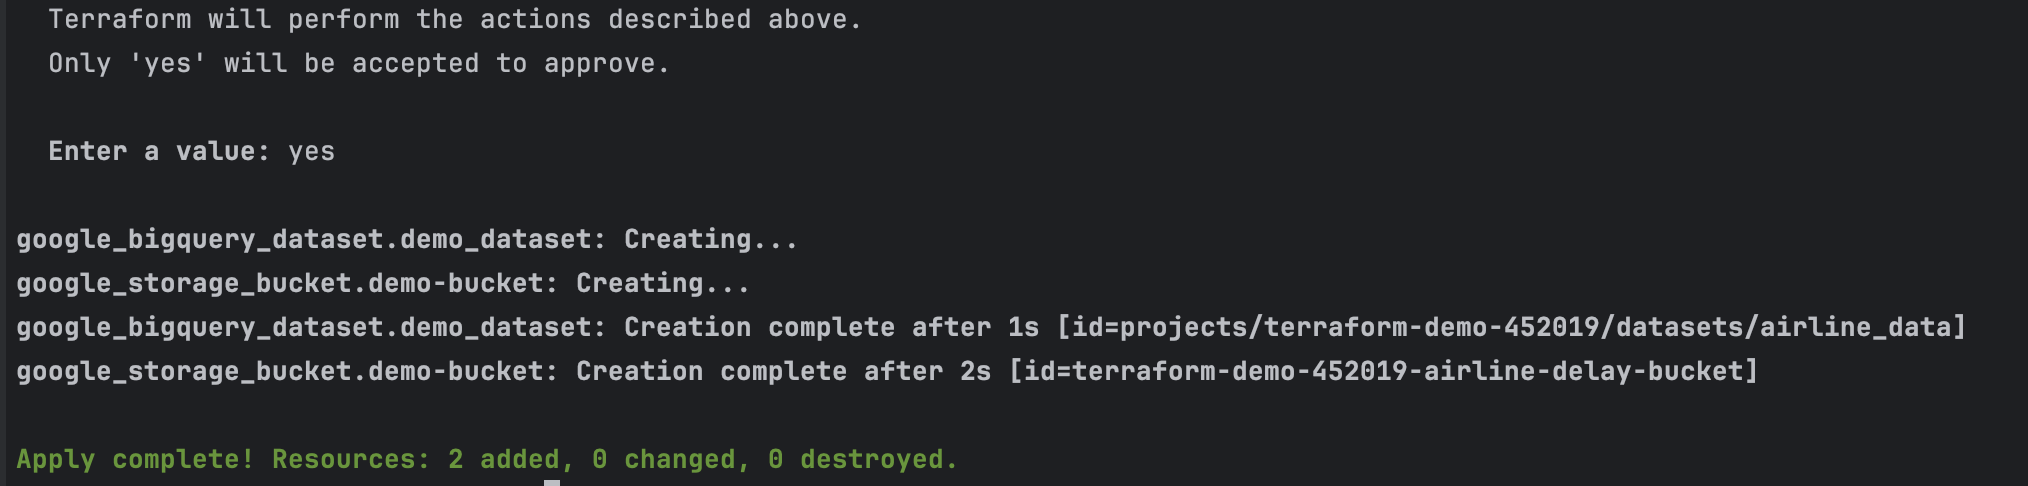 Terraform will perform the actions described above.
Only 'yes' will be accepted to approve.
Enter a value: yes
google_bigquery_dataset.demo_dataset: Creating...
google_storage_bucket.demo-bucket: Creating...
google_bigquery_dataset.demo_dataset: Creation complete after 1s [id=projects/terraform-demo-452019/datasets/airline_data]
google_storage_bucket.demo-bucket: Creation complete after 2s [id=terraform-demo-452019-airline-delay-bucket]
Apply complete! Resources: 2 added, 0 changed, 0 destroyed.